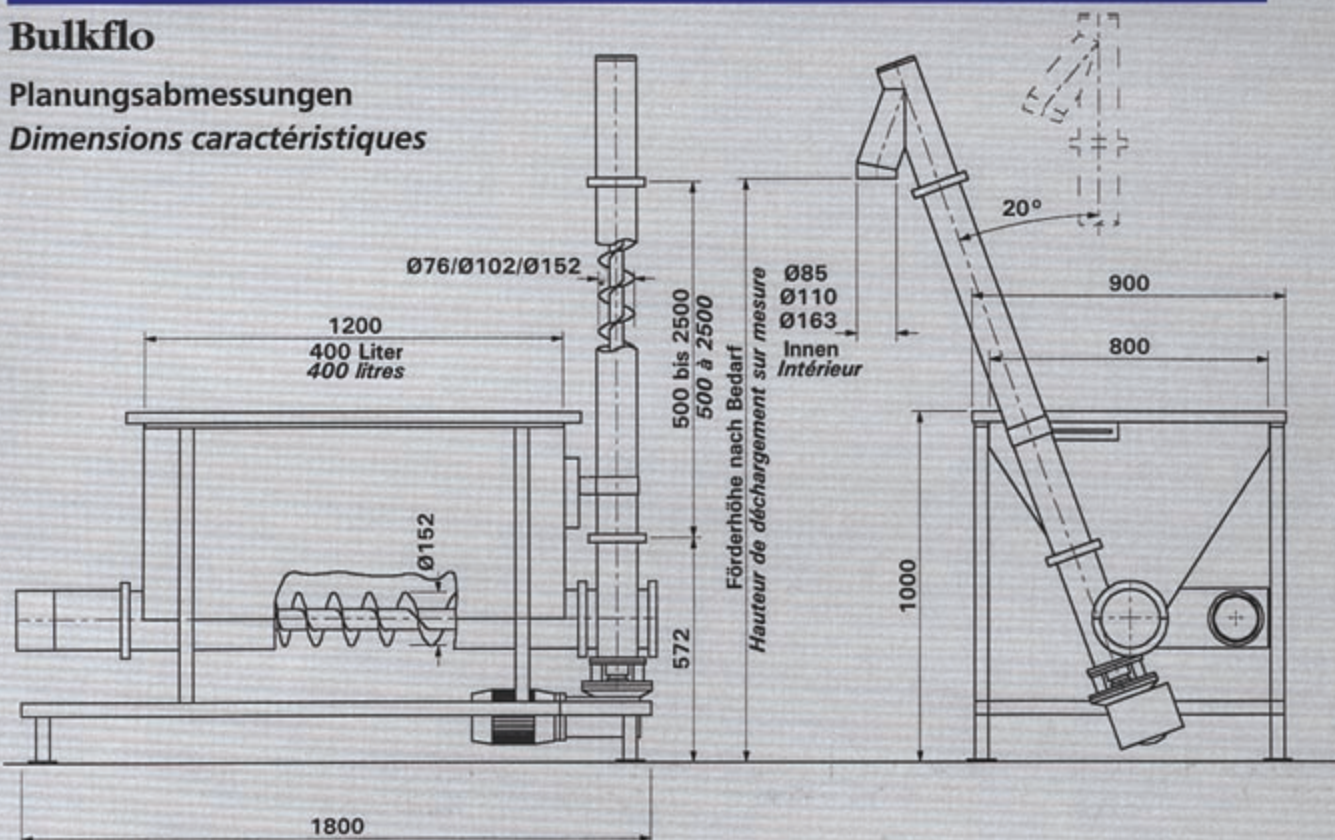 Bulkflo
Planungsabmessungen
Dimensions caractéristiques
Ø76/Ø102/Ø152
1200
400 Liter
400 litres
Ø152
500 bis 2500
500 à 2500
572
Förderhöhe nach Bedarf
Hauteur de déchargement sur mesure
1800
Ø85
Ø110
Ø163
Innen
Intérieur
20°
900
800
1000